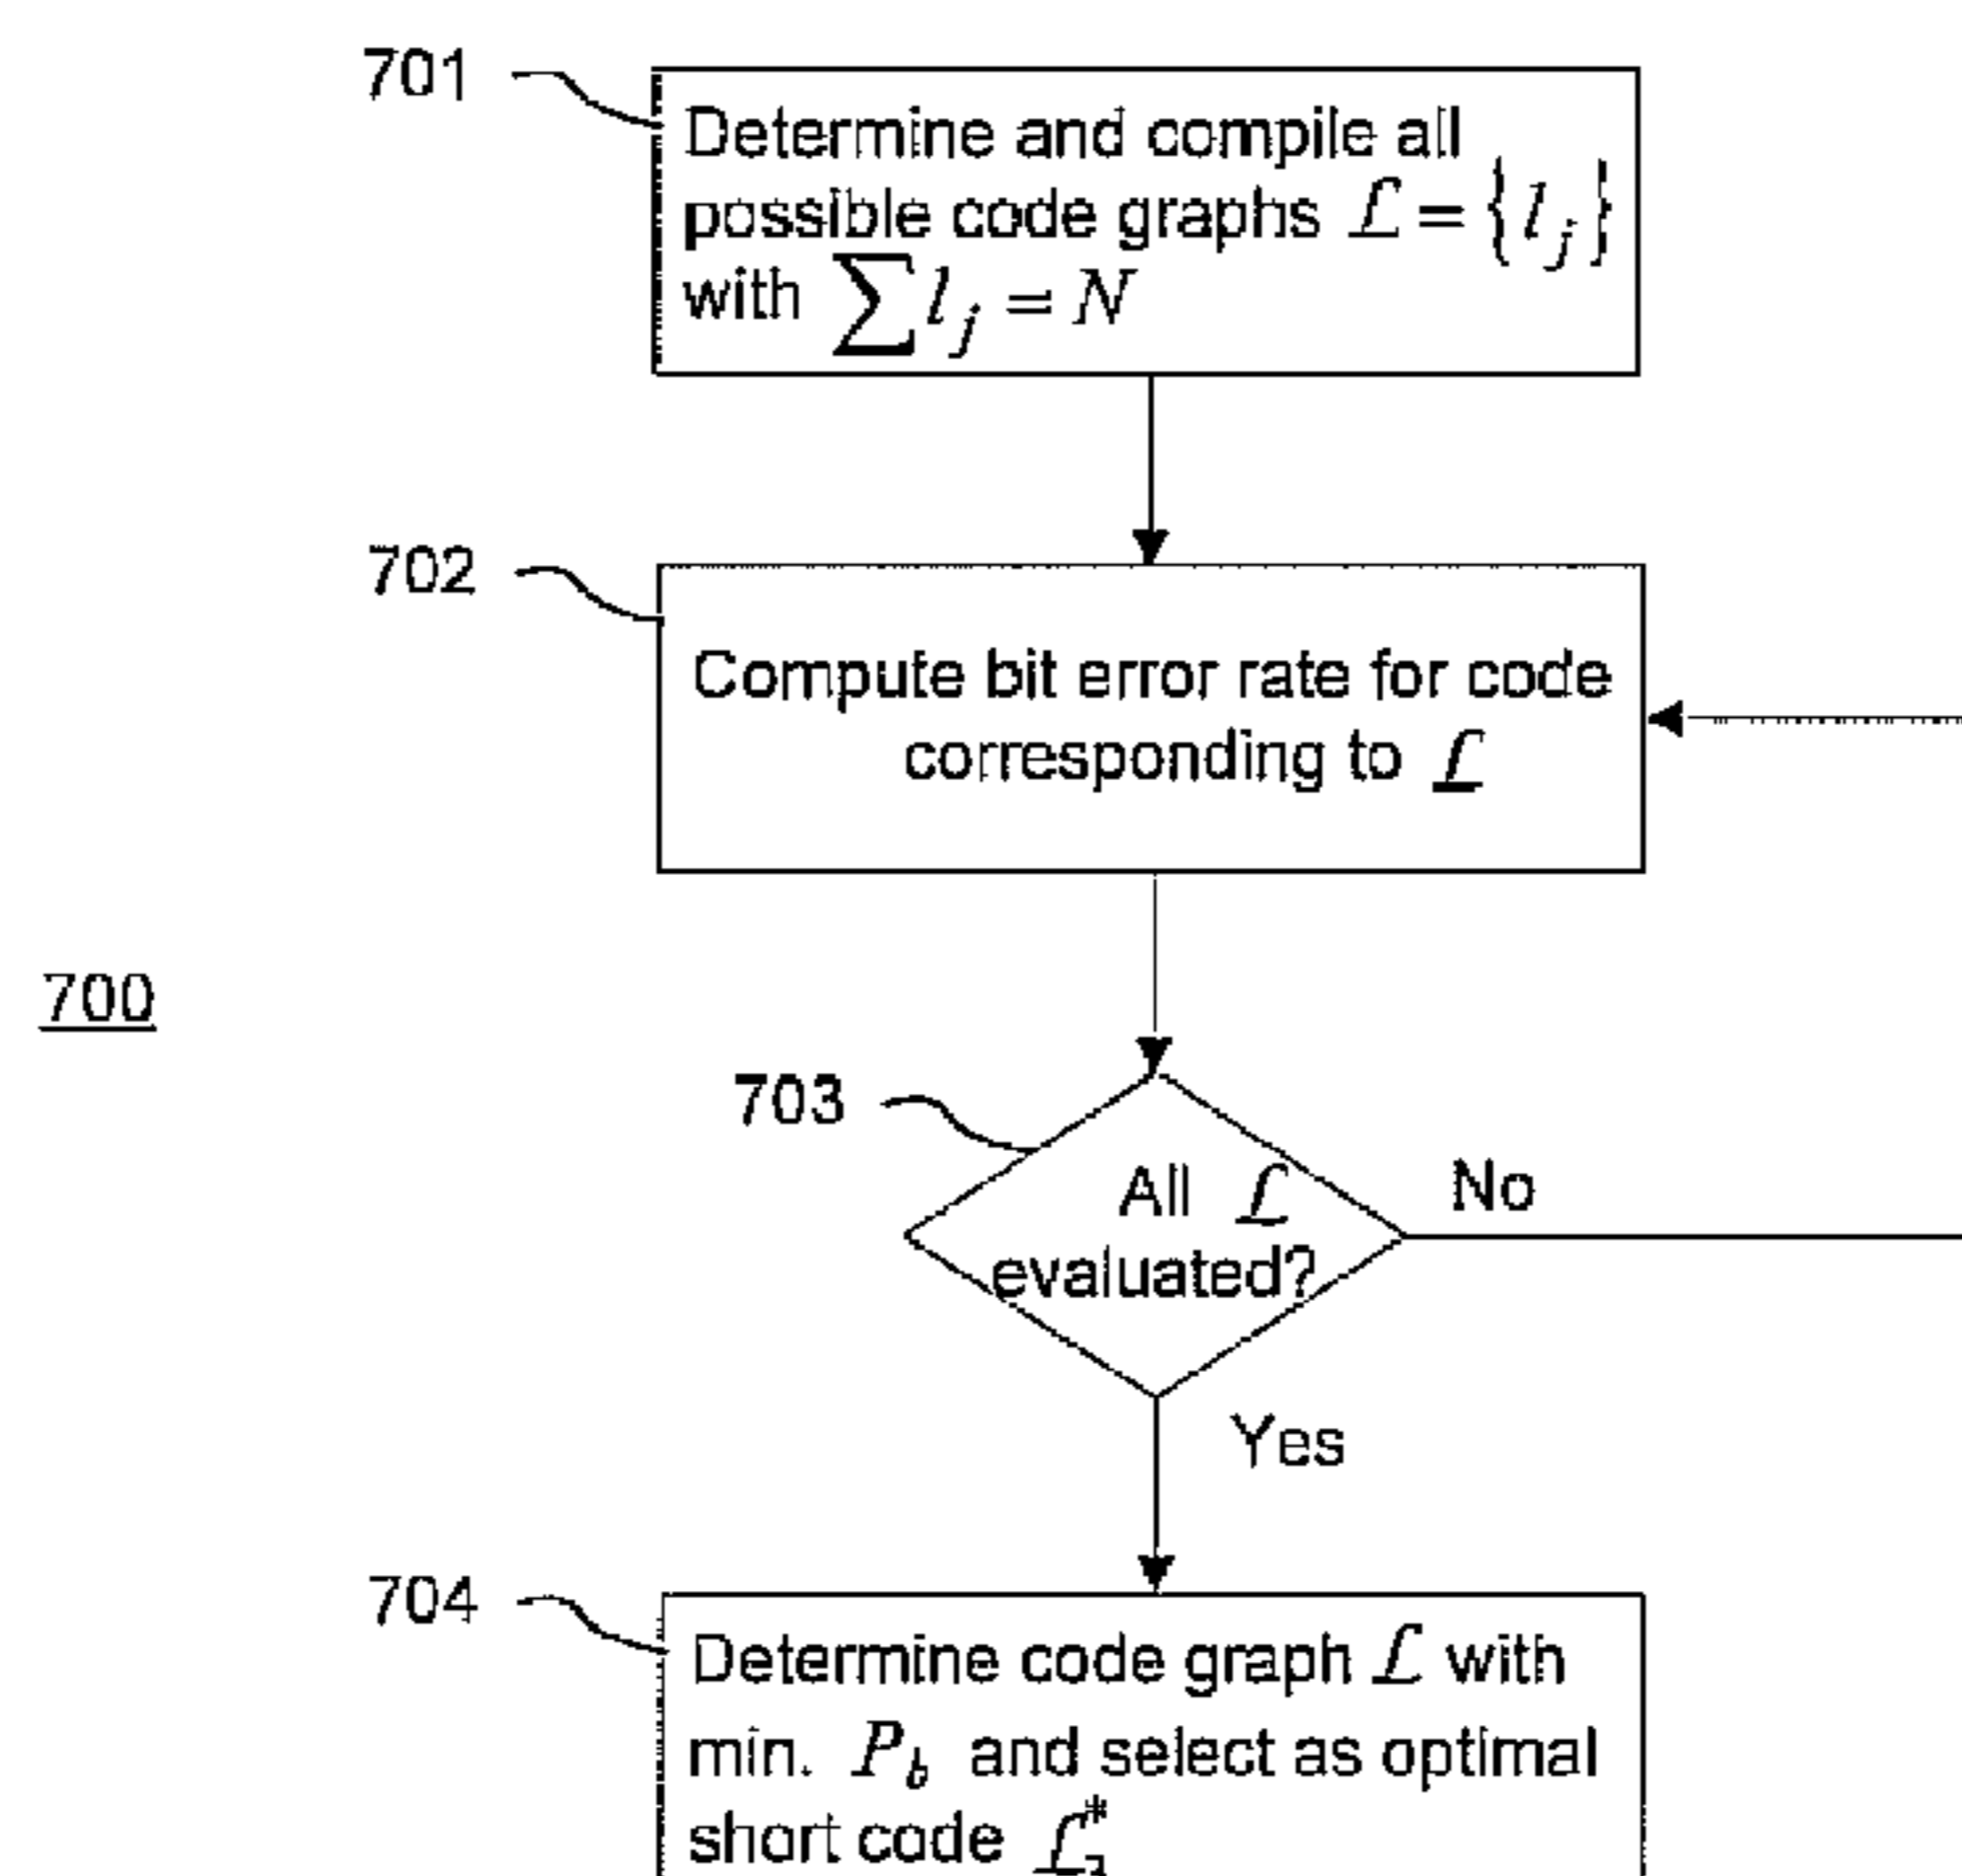 701
Determine and compile all
possible code graphs ℒ = {l_j}
with ∑ l_j = N
702
Compute bit error rate for code
corresponding to ℒ
700
703
All ℒ
evaluated?
No
Yes
704
Determine code graph ℒ with
min. P_b and select as optimal
short code ℒ*